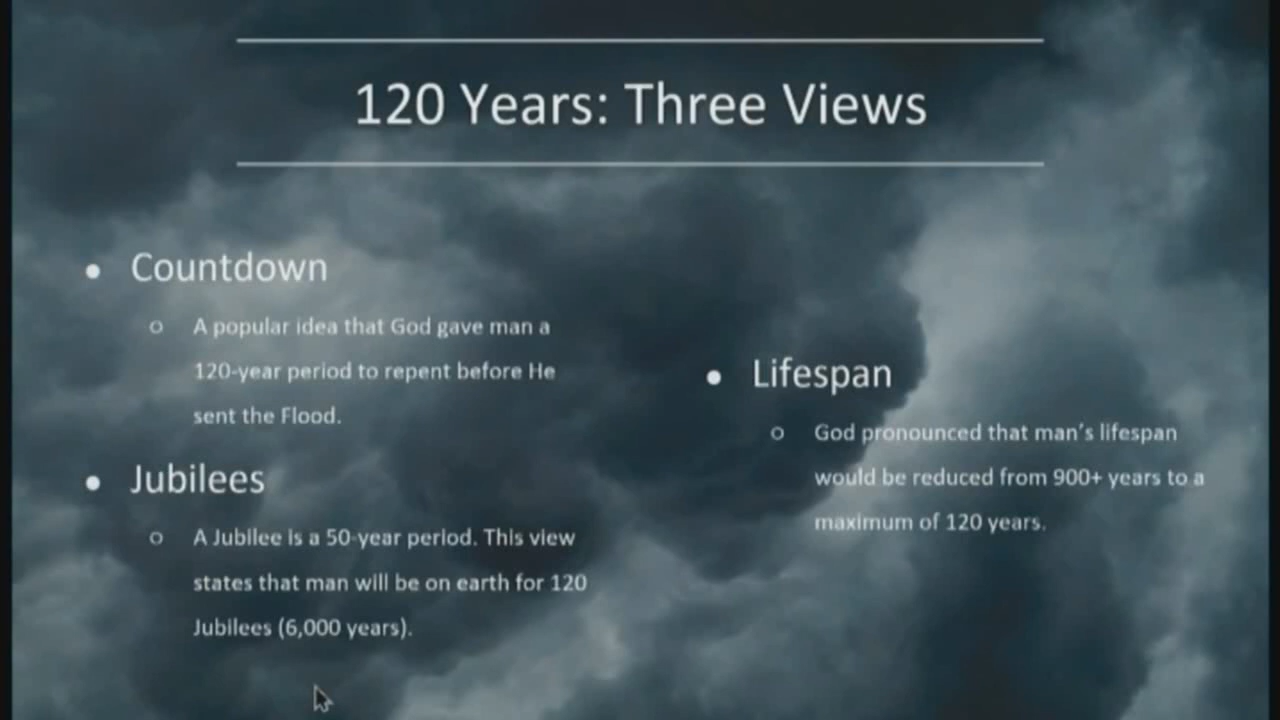 120 Years: Three Views
• Countdown
o A popular idea that God gave man a
120-year period to repent before He
sent the Flood.
• Jubilees
o A Jubilee is a 50-year period. This view
states that man will be on earth for 120
Jubilees (6,000 years).
• Lifespan
o God pronounced that man's lifespan
would be reduced from 900+ years to a
maximum of 120 years.